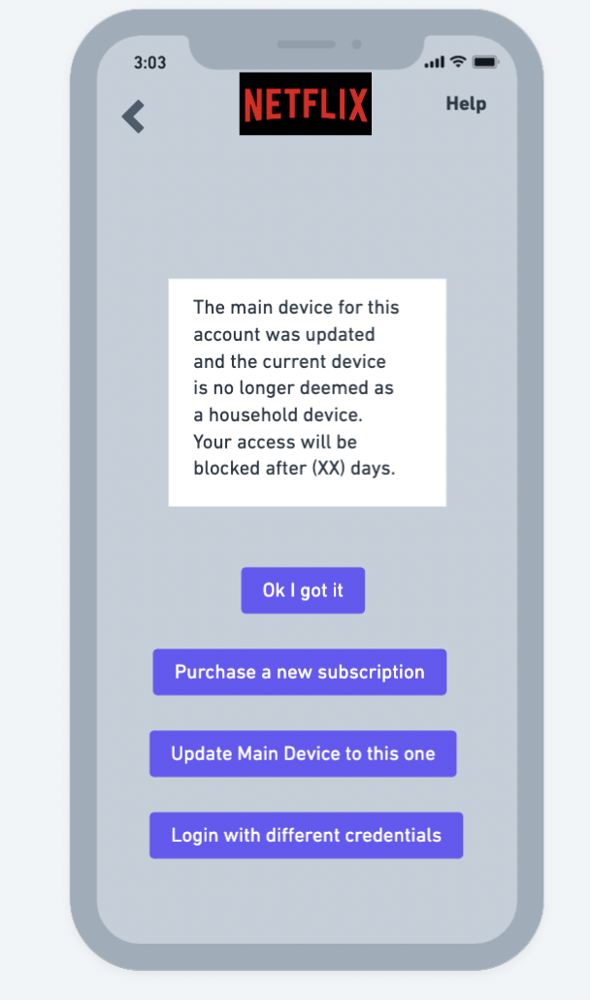 3:03
NETFLIX
Help
The main device for this
account was updated
and the current device
is no longer deemed as
a household device.
Your access will be
blocked after (XX) days.
Ok I got it
Purchase a new subscription
Update Main Device to this one
Login with different credentials